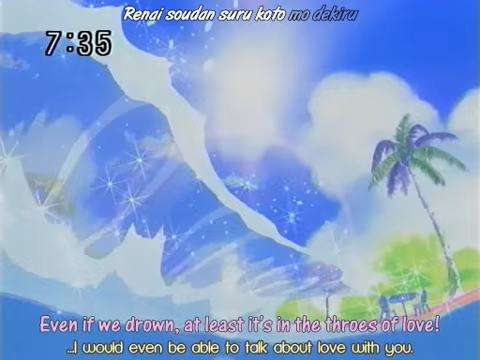 Renai soudan suru koto mo dekiru
7:35
Even if we drown, at least it's in the throes of love!
...I would even be able to talk about love with you.